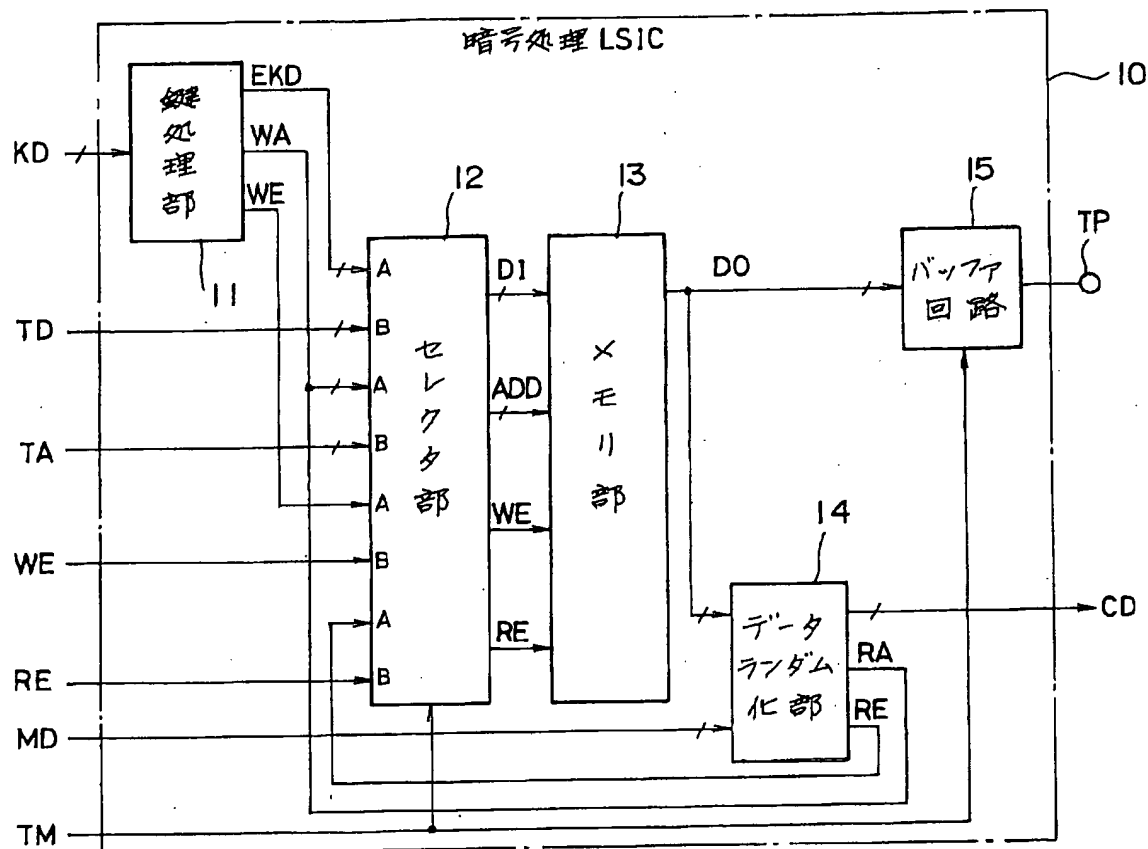 暗号処理 LSIC
10
鍵処理部
11
EKD
WA
WE
KD
12
13
15
TP
A
B
A
B
A
B
A
B
セレクタ部
DI
ADD
WE
RE
メモリ部
DO
バッファ
回路
TD
TA
WE
RE
MD
TM
14
データ
ランダム
化部
CD
RA
RE